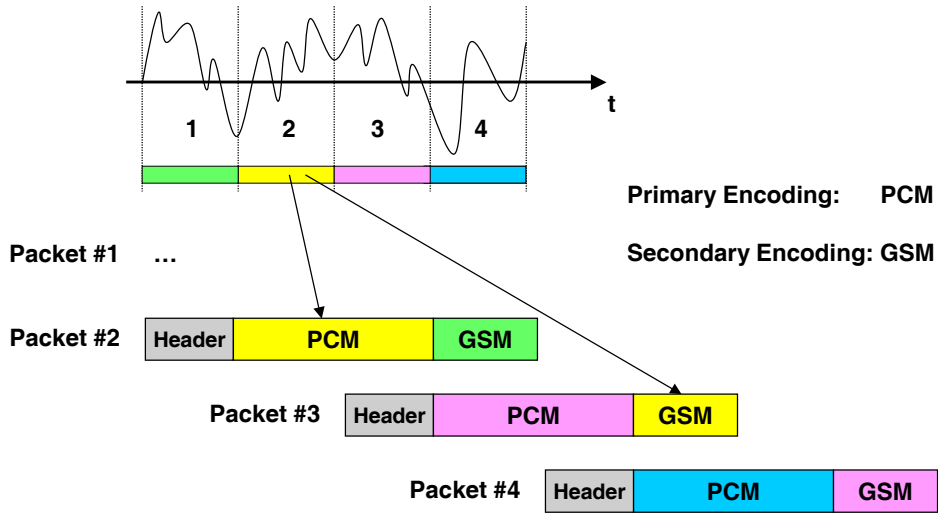 t
1 2 3 4
Primary Encoding: PCM
Packet #1 ...
Secondary Encoding: GSM
Packet #2 Header PCM GSM
Packet #3 Header PCM GSM
Packet #4 Header PCM GSM